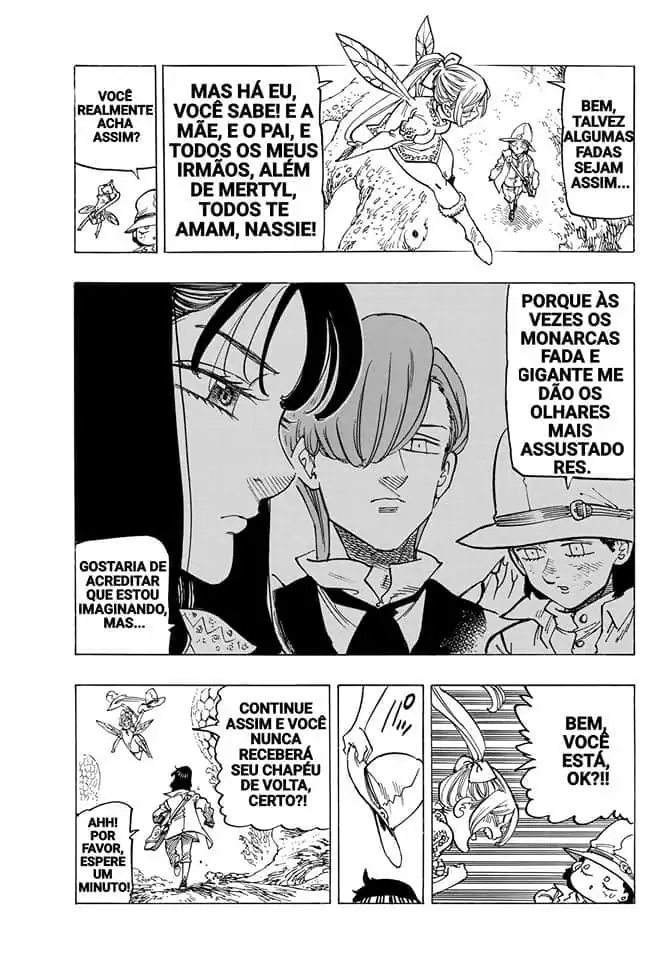 BEM,
TALVEZ
ALGUMAS
FADAS
SEJAM
ASSIM...
MAS HÁ EU,
VOCÊ SABE! E A
MÃE, E O PAI, E
TODOS OS MEUS
IRMÃOS, ALÉM
DE MERTYL,
TODOS TE
AMAM, NASSIE!
VOCÊ
REALMENTE
ACHA
ASSIM?
PORQUE ÀS
VEZES OS
MONARCAS
FADA E
GIGANTE ME
DÃO OS
OLHARES
MAIS
ASSUSTADO
RES.
GOSTARIA DE
ACREDITAR
QUE ESTOU
IMAGINANDO,
MAS...
BEM,
VOCÊ
ESTÁ,
OK?!!
CONTINUE
ASSIM E VOCÊ
NUNCA
RECEBERÁ
SEU CHAPÉU
DE VOLTA,
CERTO?!
AHH!
POR
FAVOR,
ESPERE
UM
MINUTO!